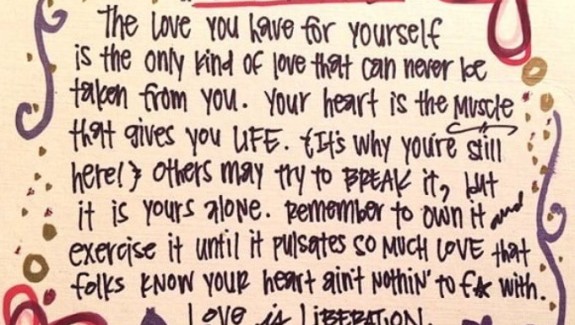 The Love you have for yourself
is the only kind of love that can never be
taken from you. Your heart is the Muscle
that gives you LIFE. {It's why you're still
here!} Others may try to BREAK it, but
it is yours alone. Remember to own it and
exercise it until it pulsates so MUCH LOVE that
folks KNOW YOUR heart ain't nothin' to f*k with.
Love is LIBERATION.